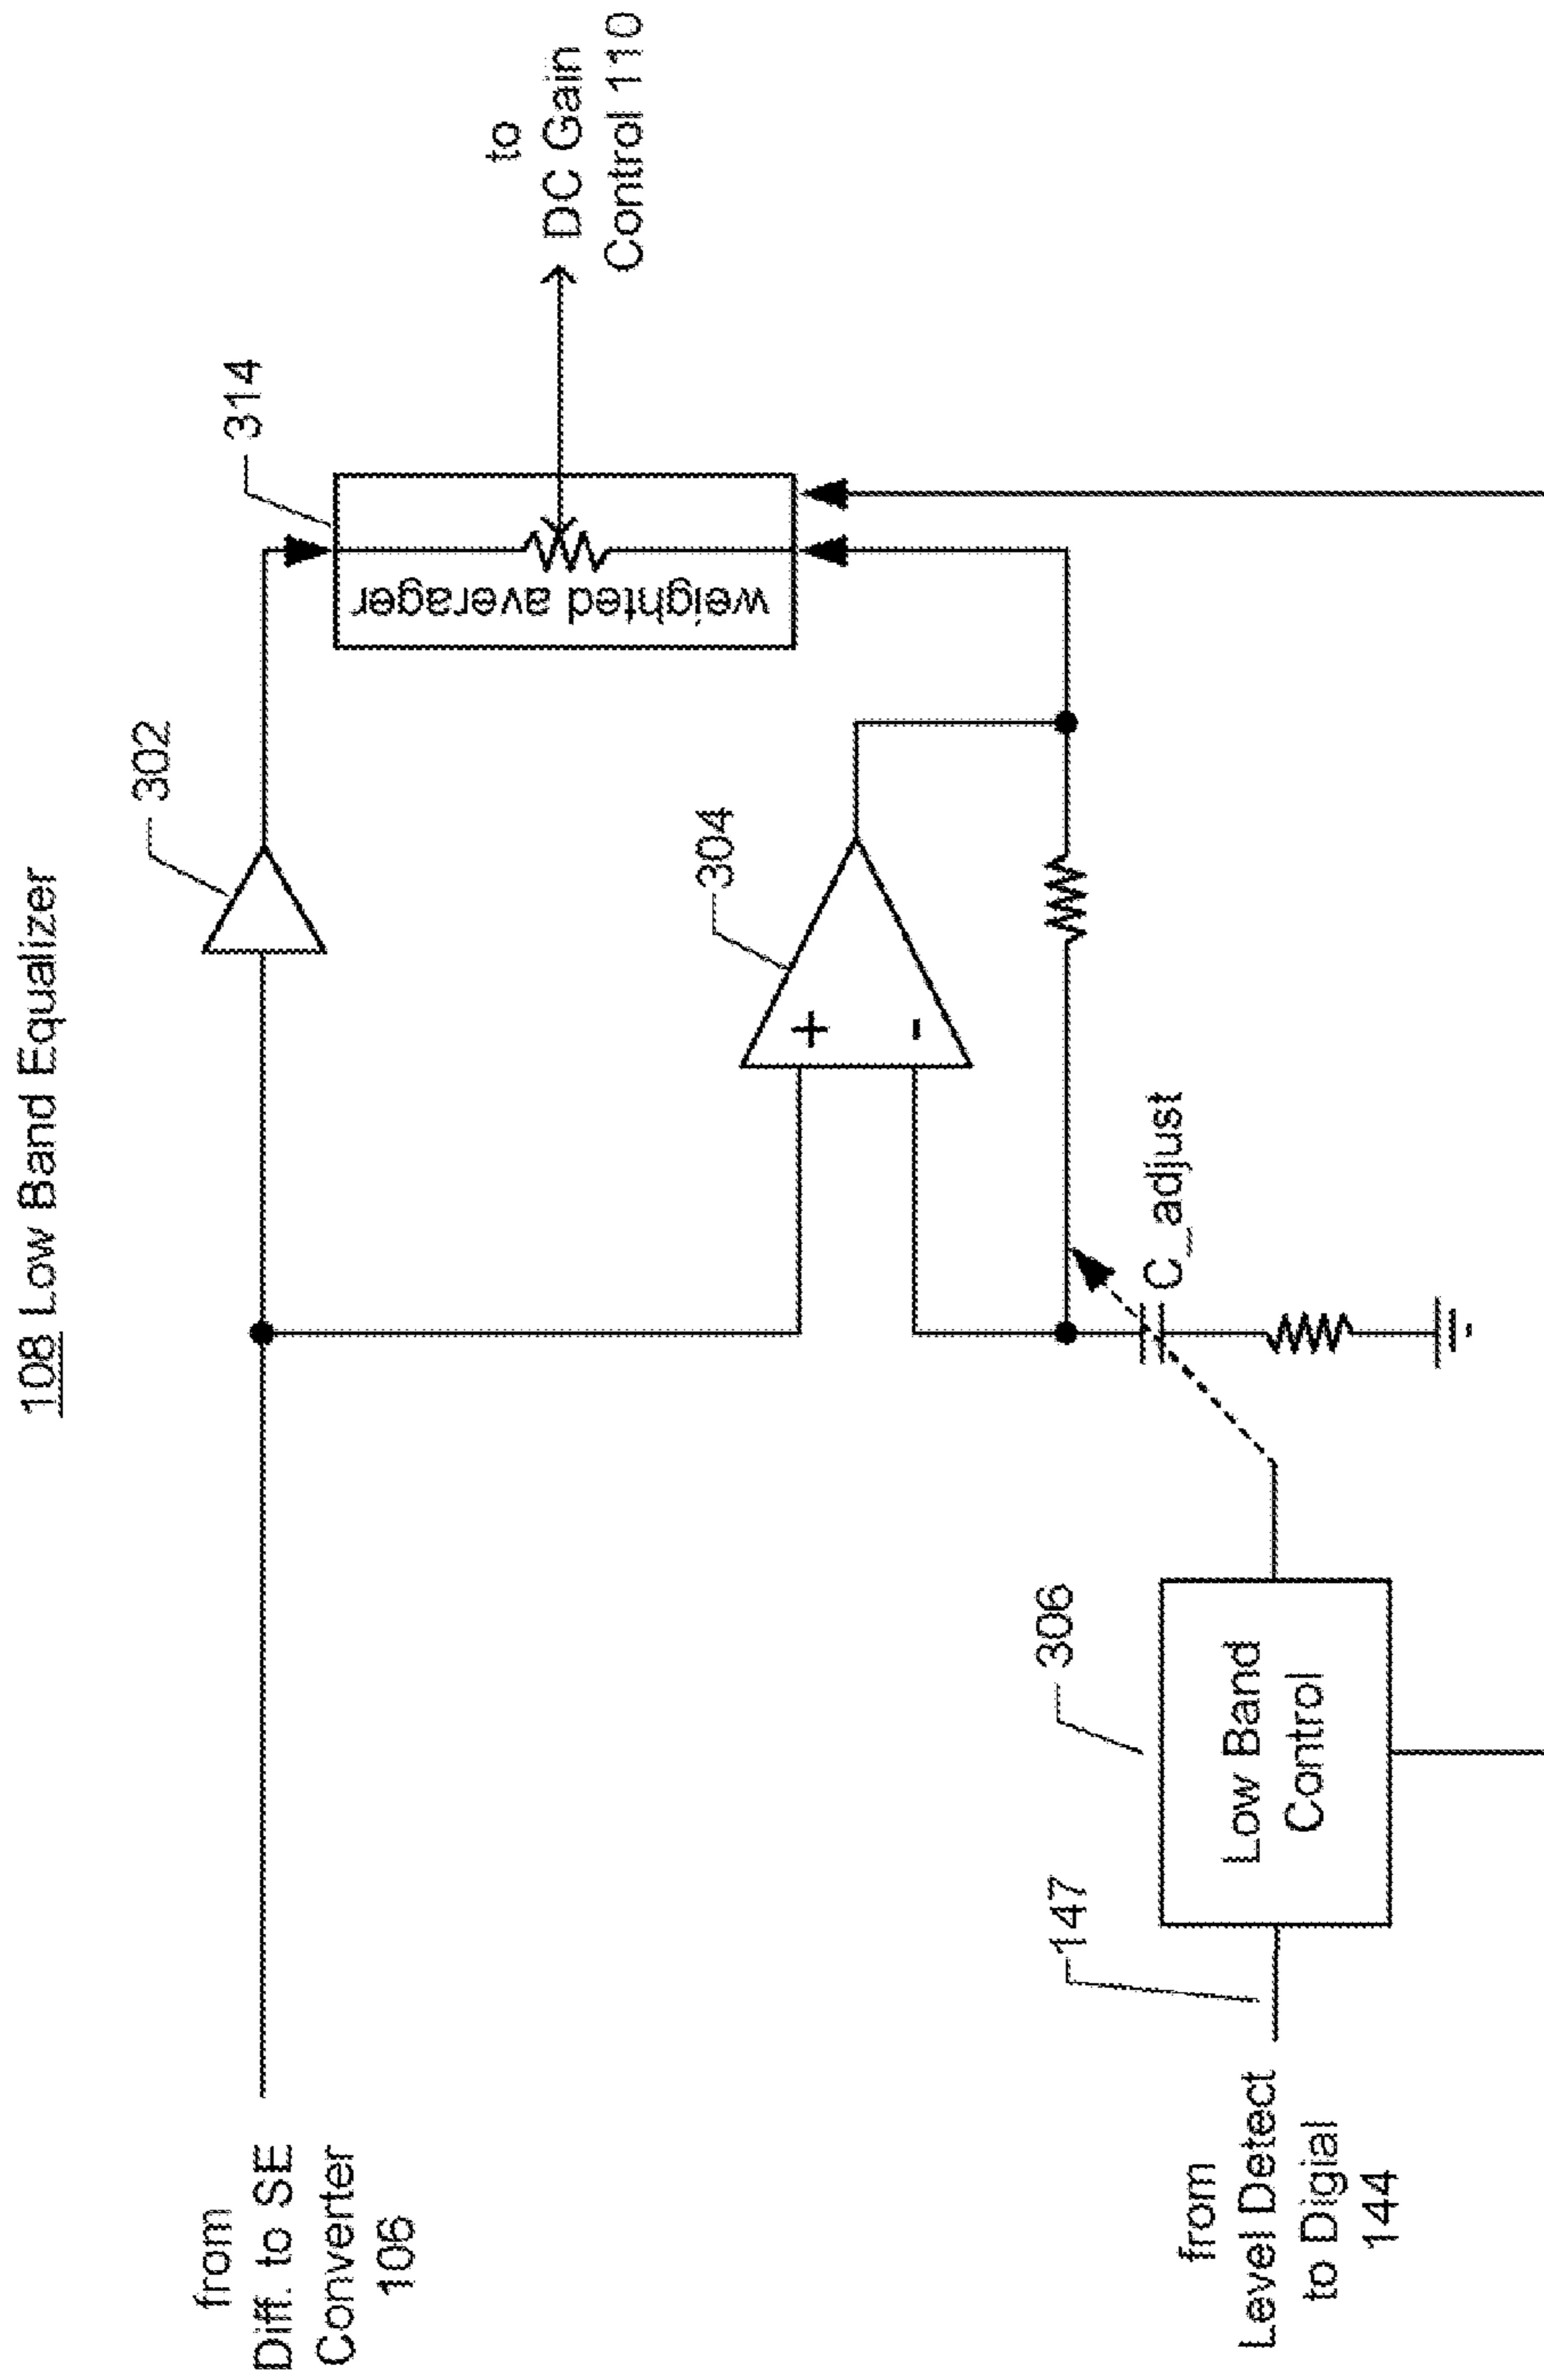 108 Low Band Equalizer
from
Diff. to SE
Converter
106
302
314
weighted averager
to
DC Gain
Control 110
304
+
-
C_adjust
306
Low Band
Control
147
from
Level Detect
to Digial
144